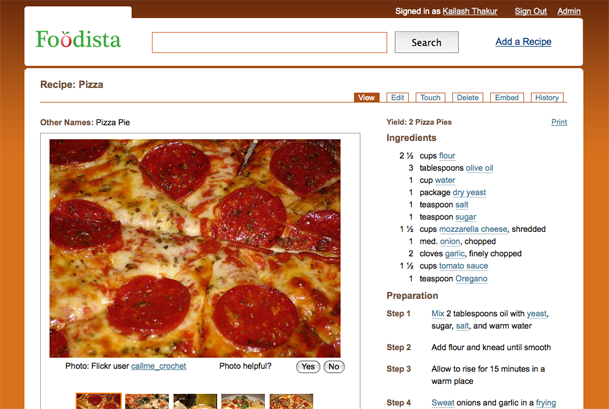 Signed in as Kailash Thakur Sign Out Admin
Foodista
Search
Add a Recipe
Recipe: Pizza
View Edit Touch Delete Embed History
Other Names: Pizza Pie
Photo: Flickr user callme_crochet Photo helpful? Yes No
Yield: 2 Pizza Pies Print
Ingredients
2 ½ cups flour
3 tablespoons olive oil
1 cup water
1 package dry yeast
1 teaspoon salt
1 teaspoon sugar
1 ½ cups mozzarella cheese, shredded
1 med. onion, chopped
2 cloves garlic, finely chopped
1 ½ cups tomato sauce
1 teaspoon Oregano
Preparation
Step 1 Mix 2 tablespoons oil with yeast,
sugar, salt, and warm water
Step 2 Add flour and knead until smooth
Step 3 Allow to rise for 15 minutes in a
warm place
Step 4 Sweat onions and garlic in a frying